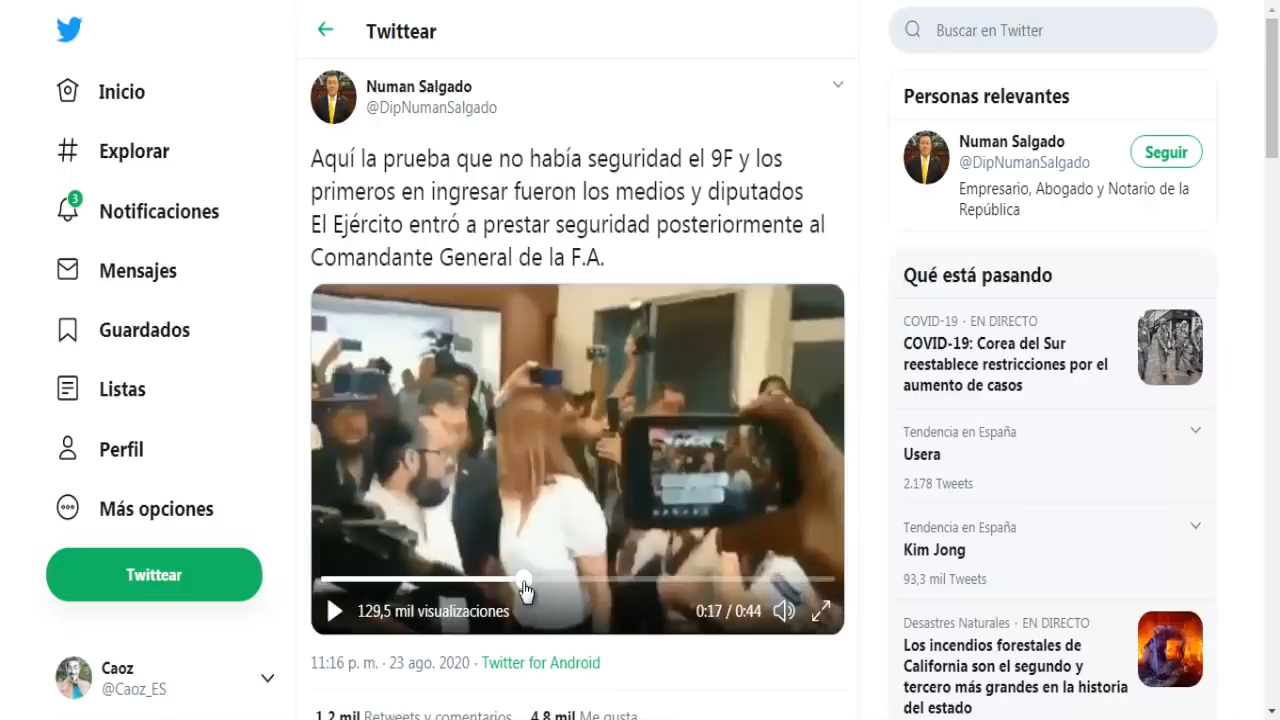 Inicio
Explorar
3
Notificaciones
Mensajes
Guardados
Listas
Perfil
Más opciones
Twittear
Caoz
@Caoz_ES
Twittear
Numan Salgado
@DipNumanSalgado
Aquí la prueba que no había seguridad el 9F y los
primeros en ingresar fueron los medios y diputados
El Ejército entró a prestar seguridad posteriormente al
Comandante General de la F.A.
129,5 mil visualizaciones
0:17 / 0:44
11:16 p. m. · 23 ago. 2020 · Twitter for Android
1,2 mil Retweets y comentarios 4,8 mil Me gusta
Buscar en Twitter
Personas relevantes
Numan Salgado
@DipNumanSalgado
Seguir
Empresario, Abogado y Notario de la
República
Qué está pasando
COVID-19 · EN DIRECTO
COVID-19: Corea del Sur
reestablece restricciones por el
aumento de casos
Tendencia en España
Usera
2.178 Tweets
Tendencia en España
Kim Jong
93,3 mil Tweets
Desastres Naturales · EN DIRECTO
Los incendios forestales de
California son el segundo y
tercero más grandes en la historia
del estado